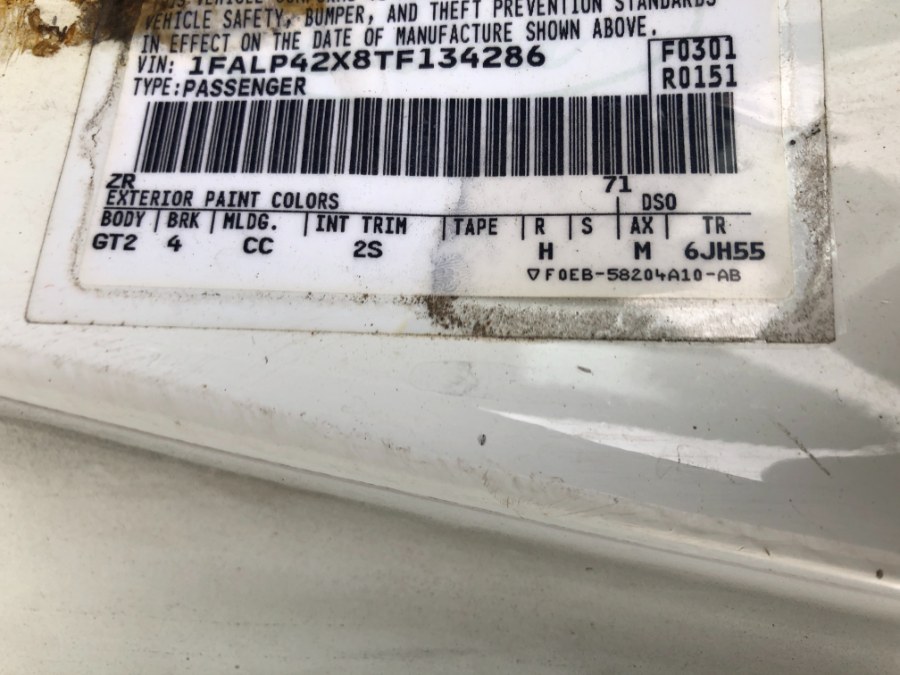 VEHICLE SAFETY, BUMPER, AND THEFT PREVENTION STANDARDS
IN EFFECT ON THE DATE OF MANUFACTURE SHOWN ABOVE.
VIN: 1FALP42X8TF134286
F0301
TYPE:PASSENGER
R0151
ZR 71
EXTERIOR PAINT COLORS DSO
BODY BRK MLDG. INT TRIM TAPE R S AX TR
GT2 4 CC 2S H M 6JH55
▽F0EB-58204A10-AB